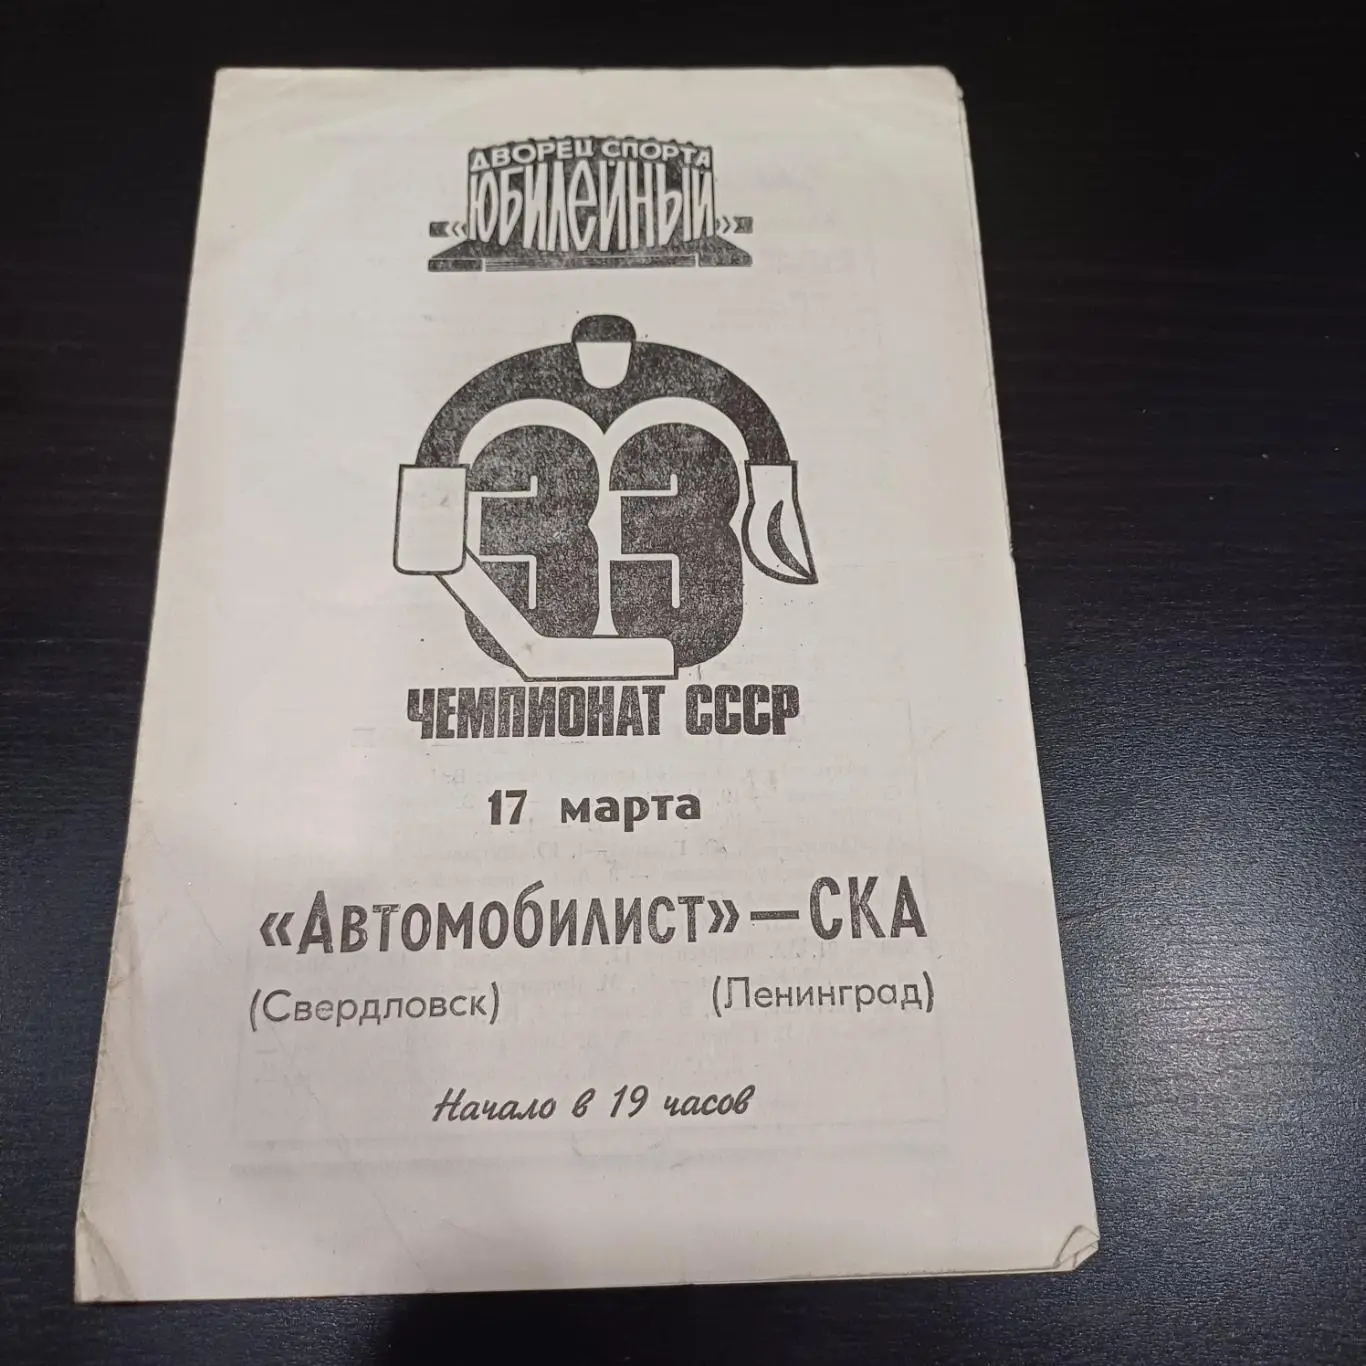 ДВОРЕЦ СПОРТА
«ЮБИЛЕЙНЫЙ»
33
ЧЕМПИОНАТ СССР
17 марта
«Автомобилист» — СКА
(Свердловск) (Ленинград)
Начало в 19 часов